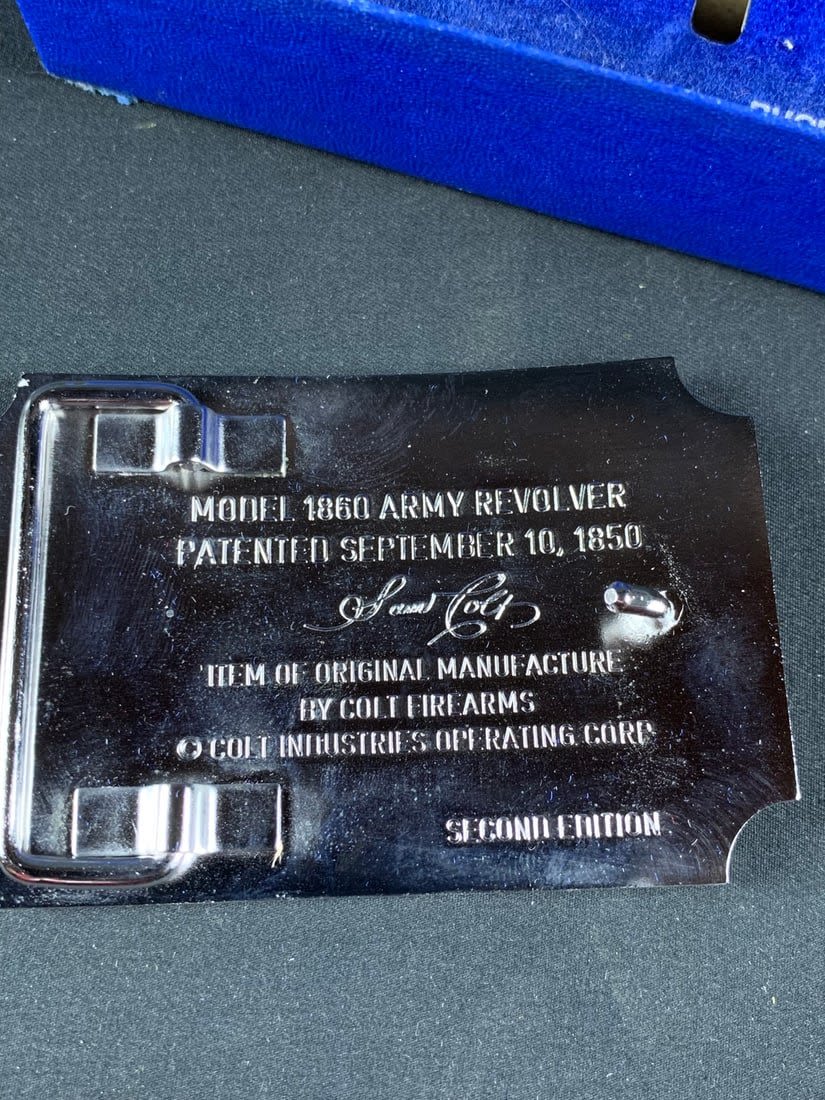 MODEL 1860 ARMY REVOLVER
PATENTED SEPTEMBER 10, 1850
Sam Colt
ITEM OF ORIGINAL MANUFACTURE
BY COLT FIREARMS
© COLT INDUSTRIES OPERATING CORP
SECOND EDITION